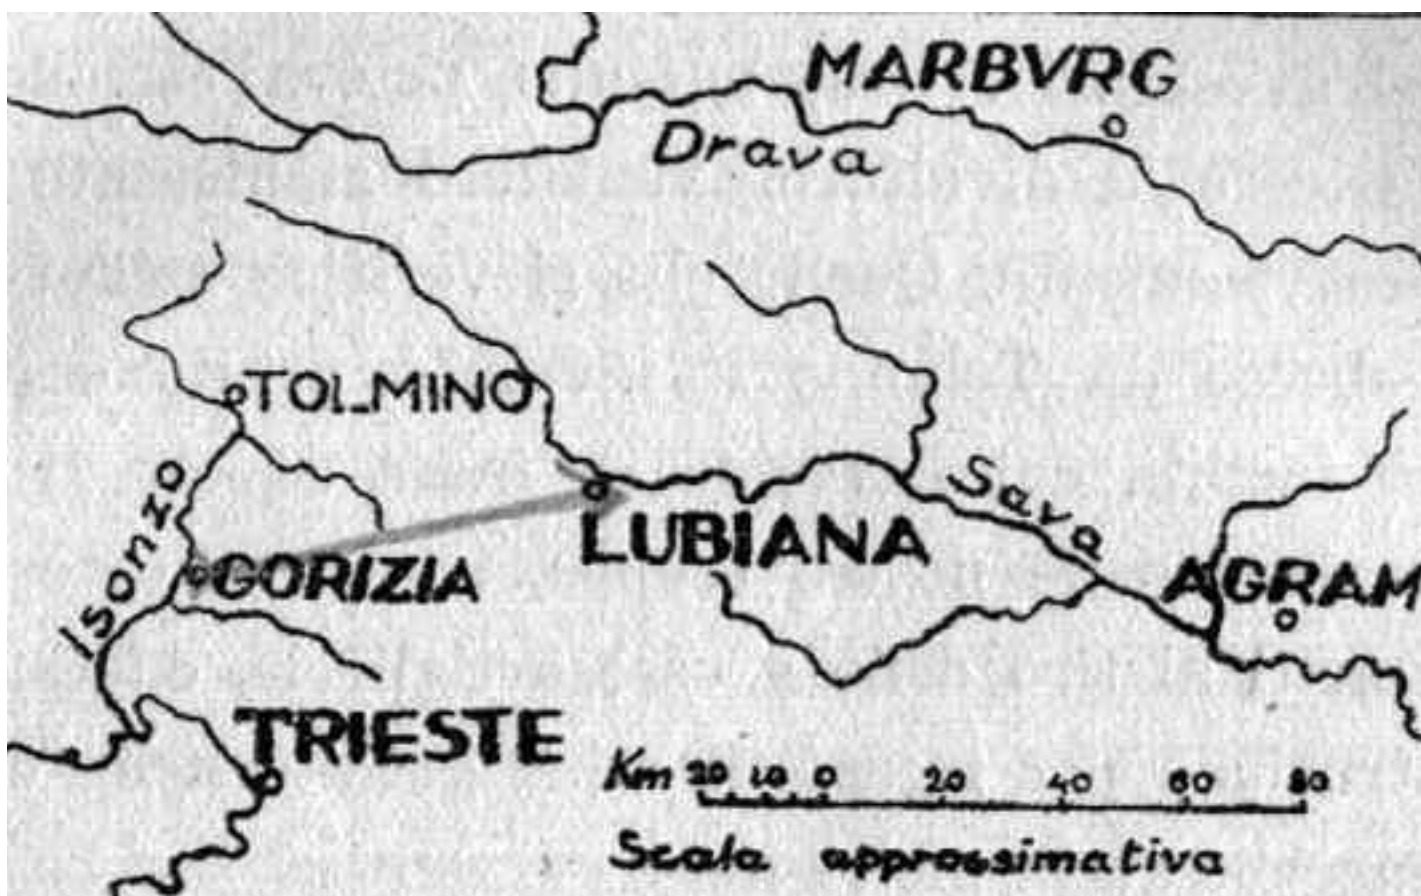 MARBVRG
Drava
TOLMINO
Isonzo
Sava
LUBIANA
GORIZIA
AGRAM
TRIESTE
Km 20 10 0 20 40 60 80
Scala approssimativa